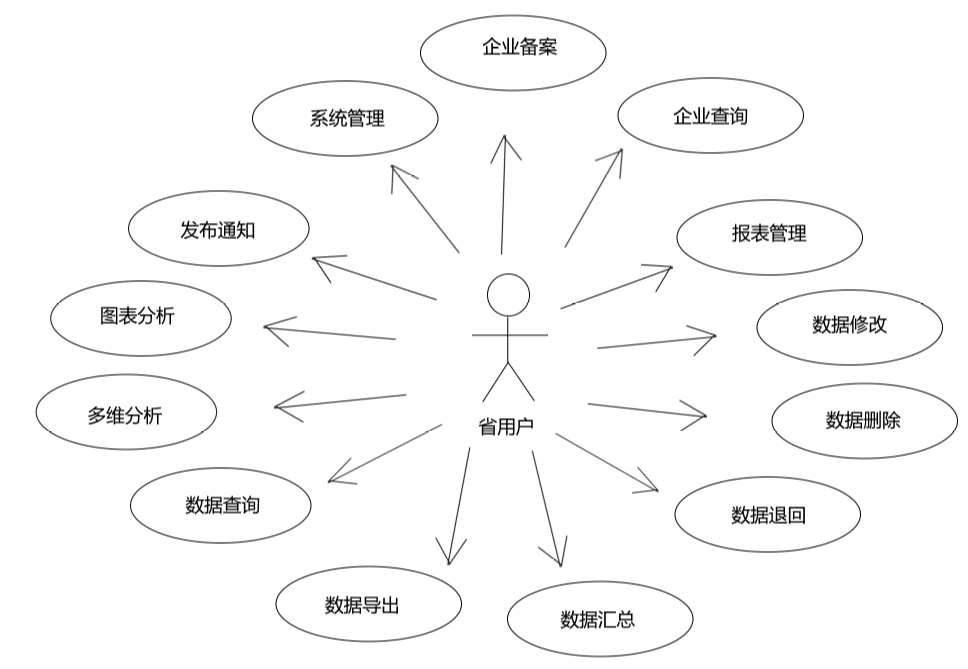 企业备案
系统管理
企业查询
发布通知
报表管理
图表分析
数据修改
多维分析
数据删除
省用户
数据查询
数据退回
数据导出
数据汇总